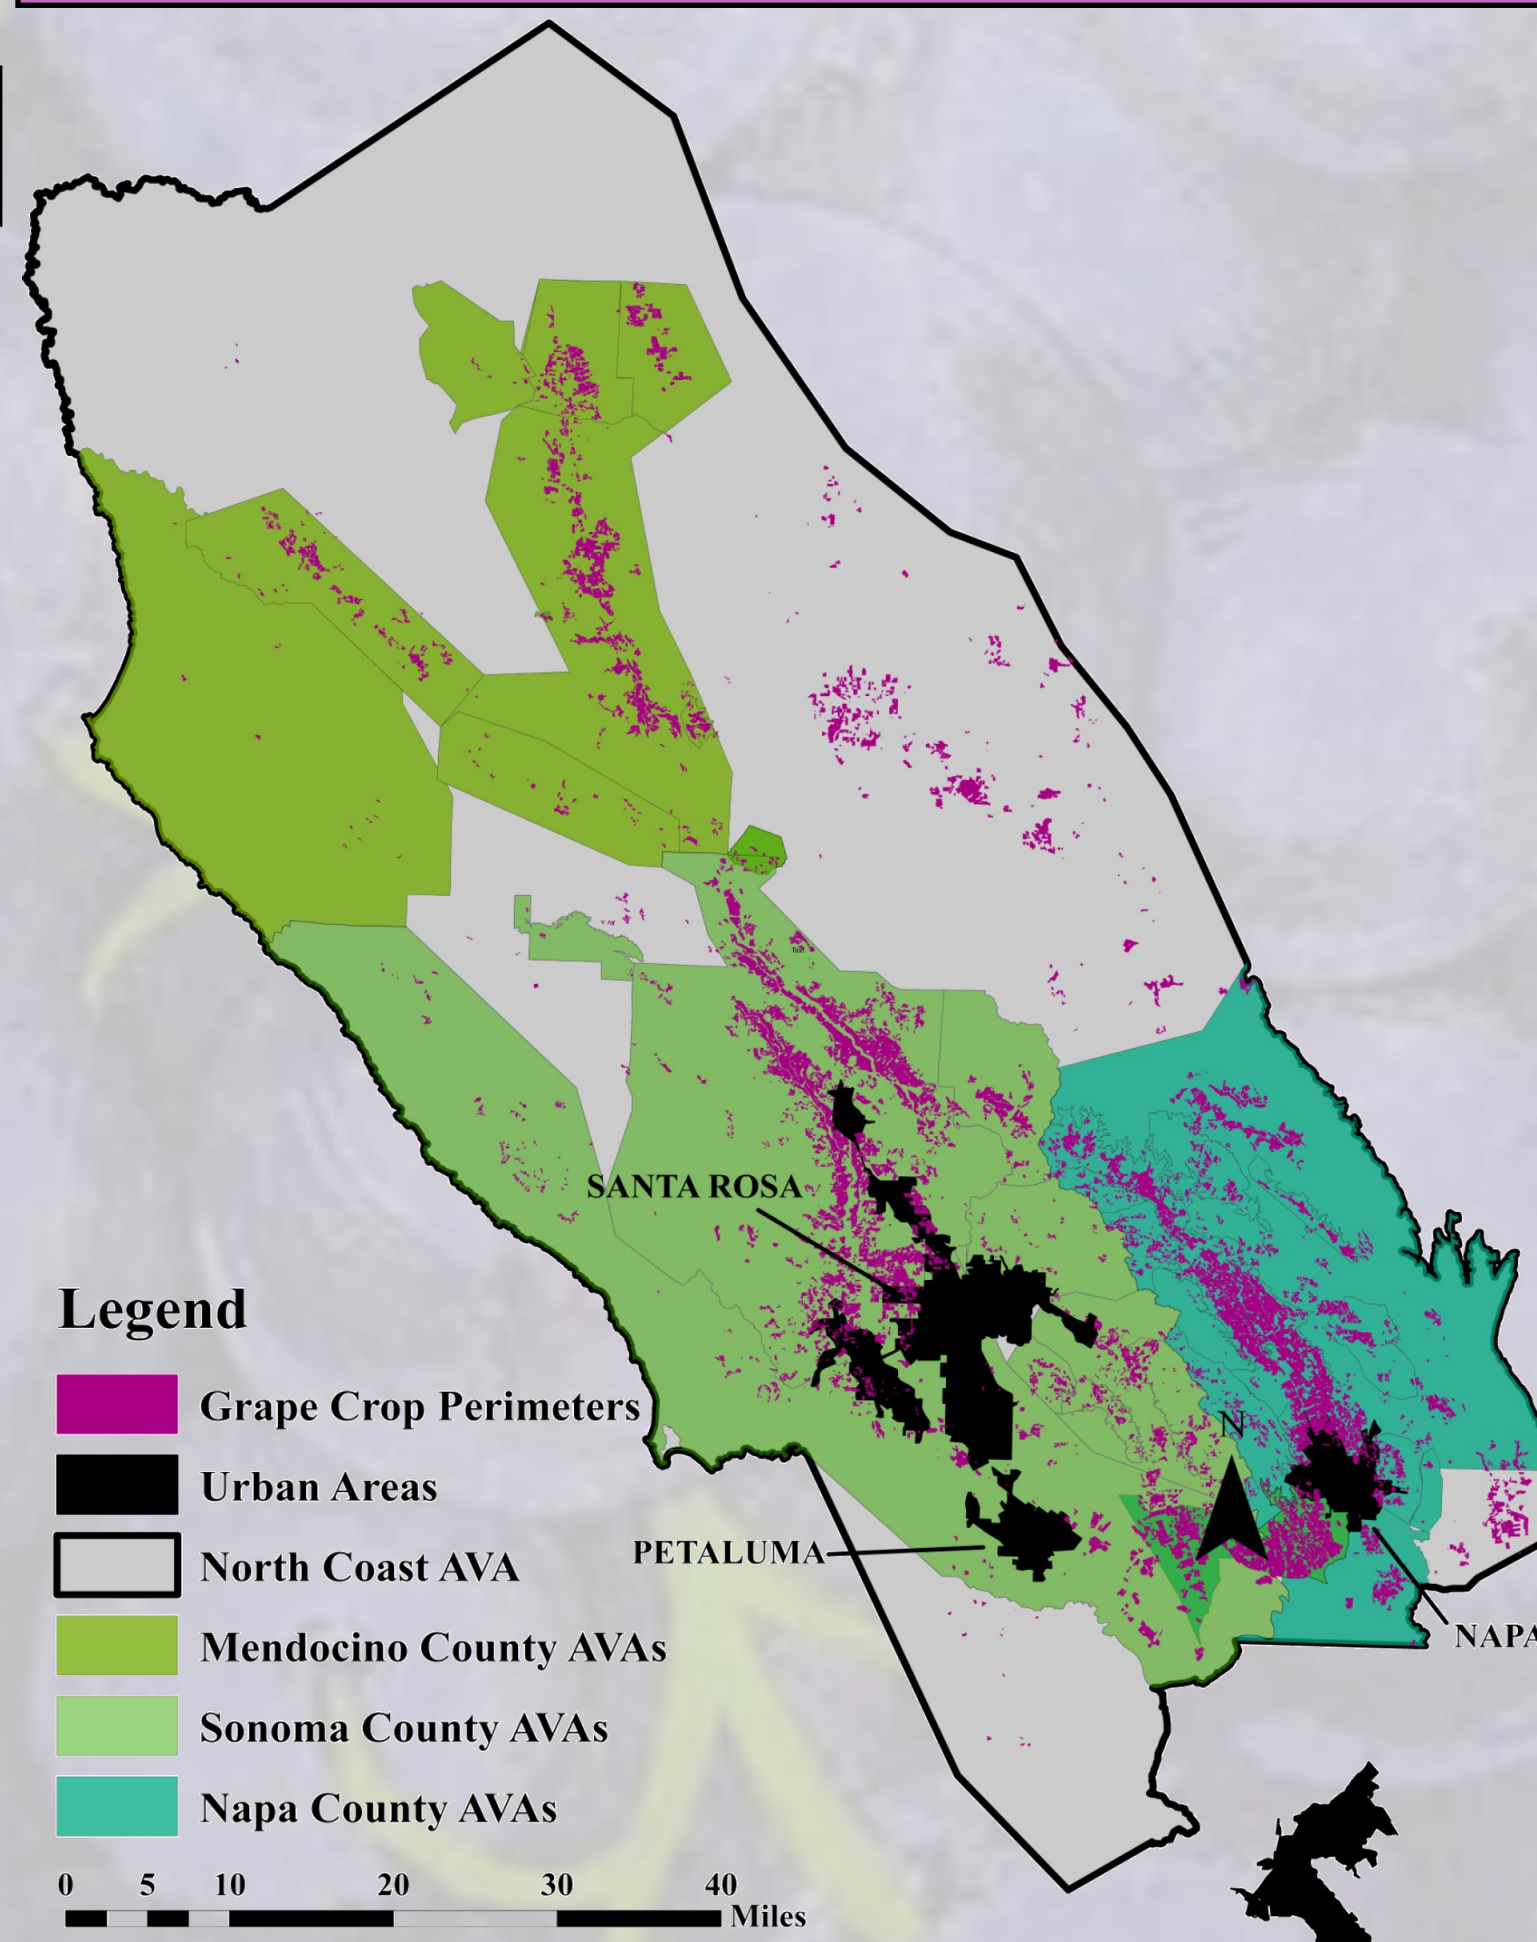 Text
SANTA ROSA
N
PETALUMA
NAPA
Legend
Grape Crop Perimeters
Urban Areas
North Coast AVA
Mendocino County AVAs
Sonoma County AVAs
Napa County AVAs
0 5 10 20 30 40
Miles